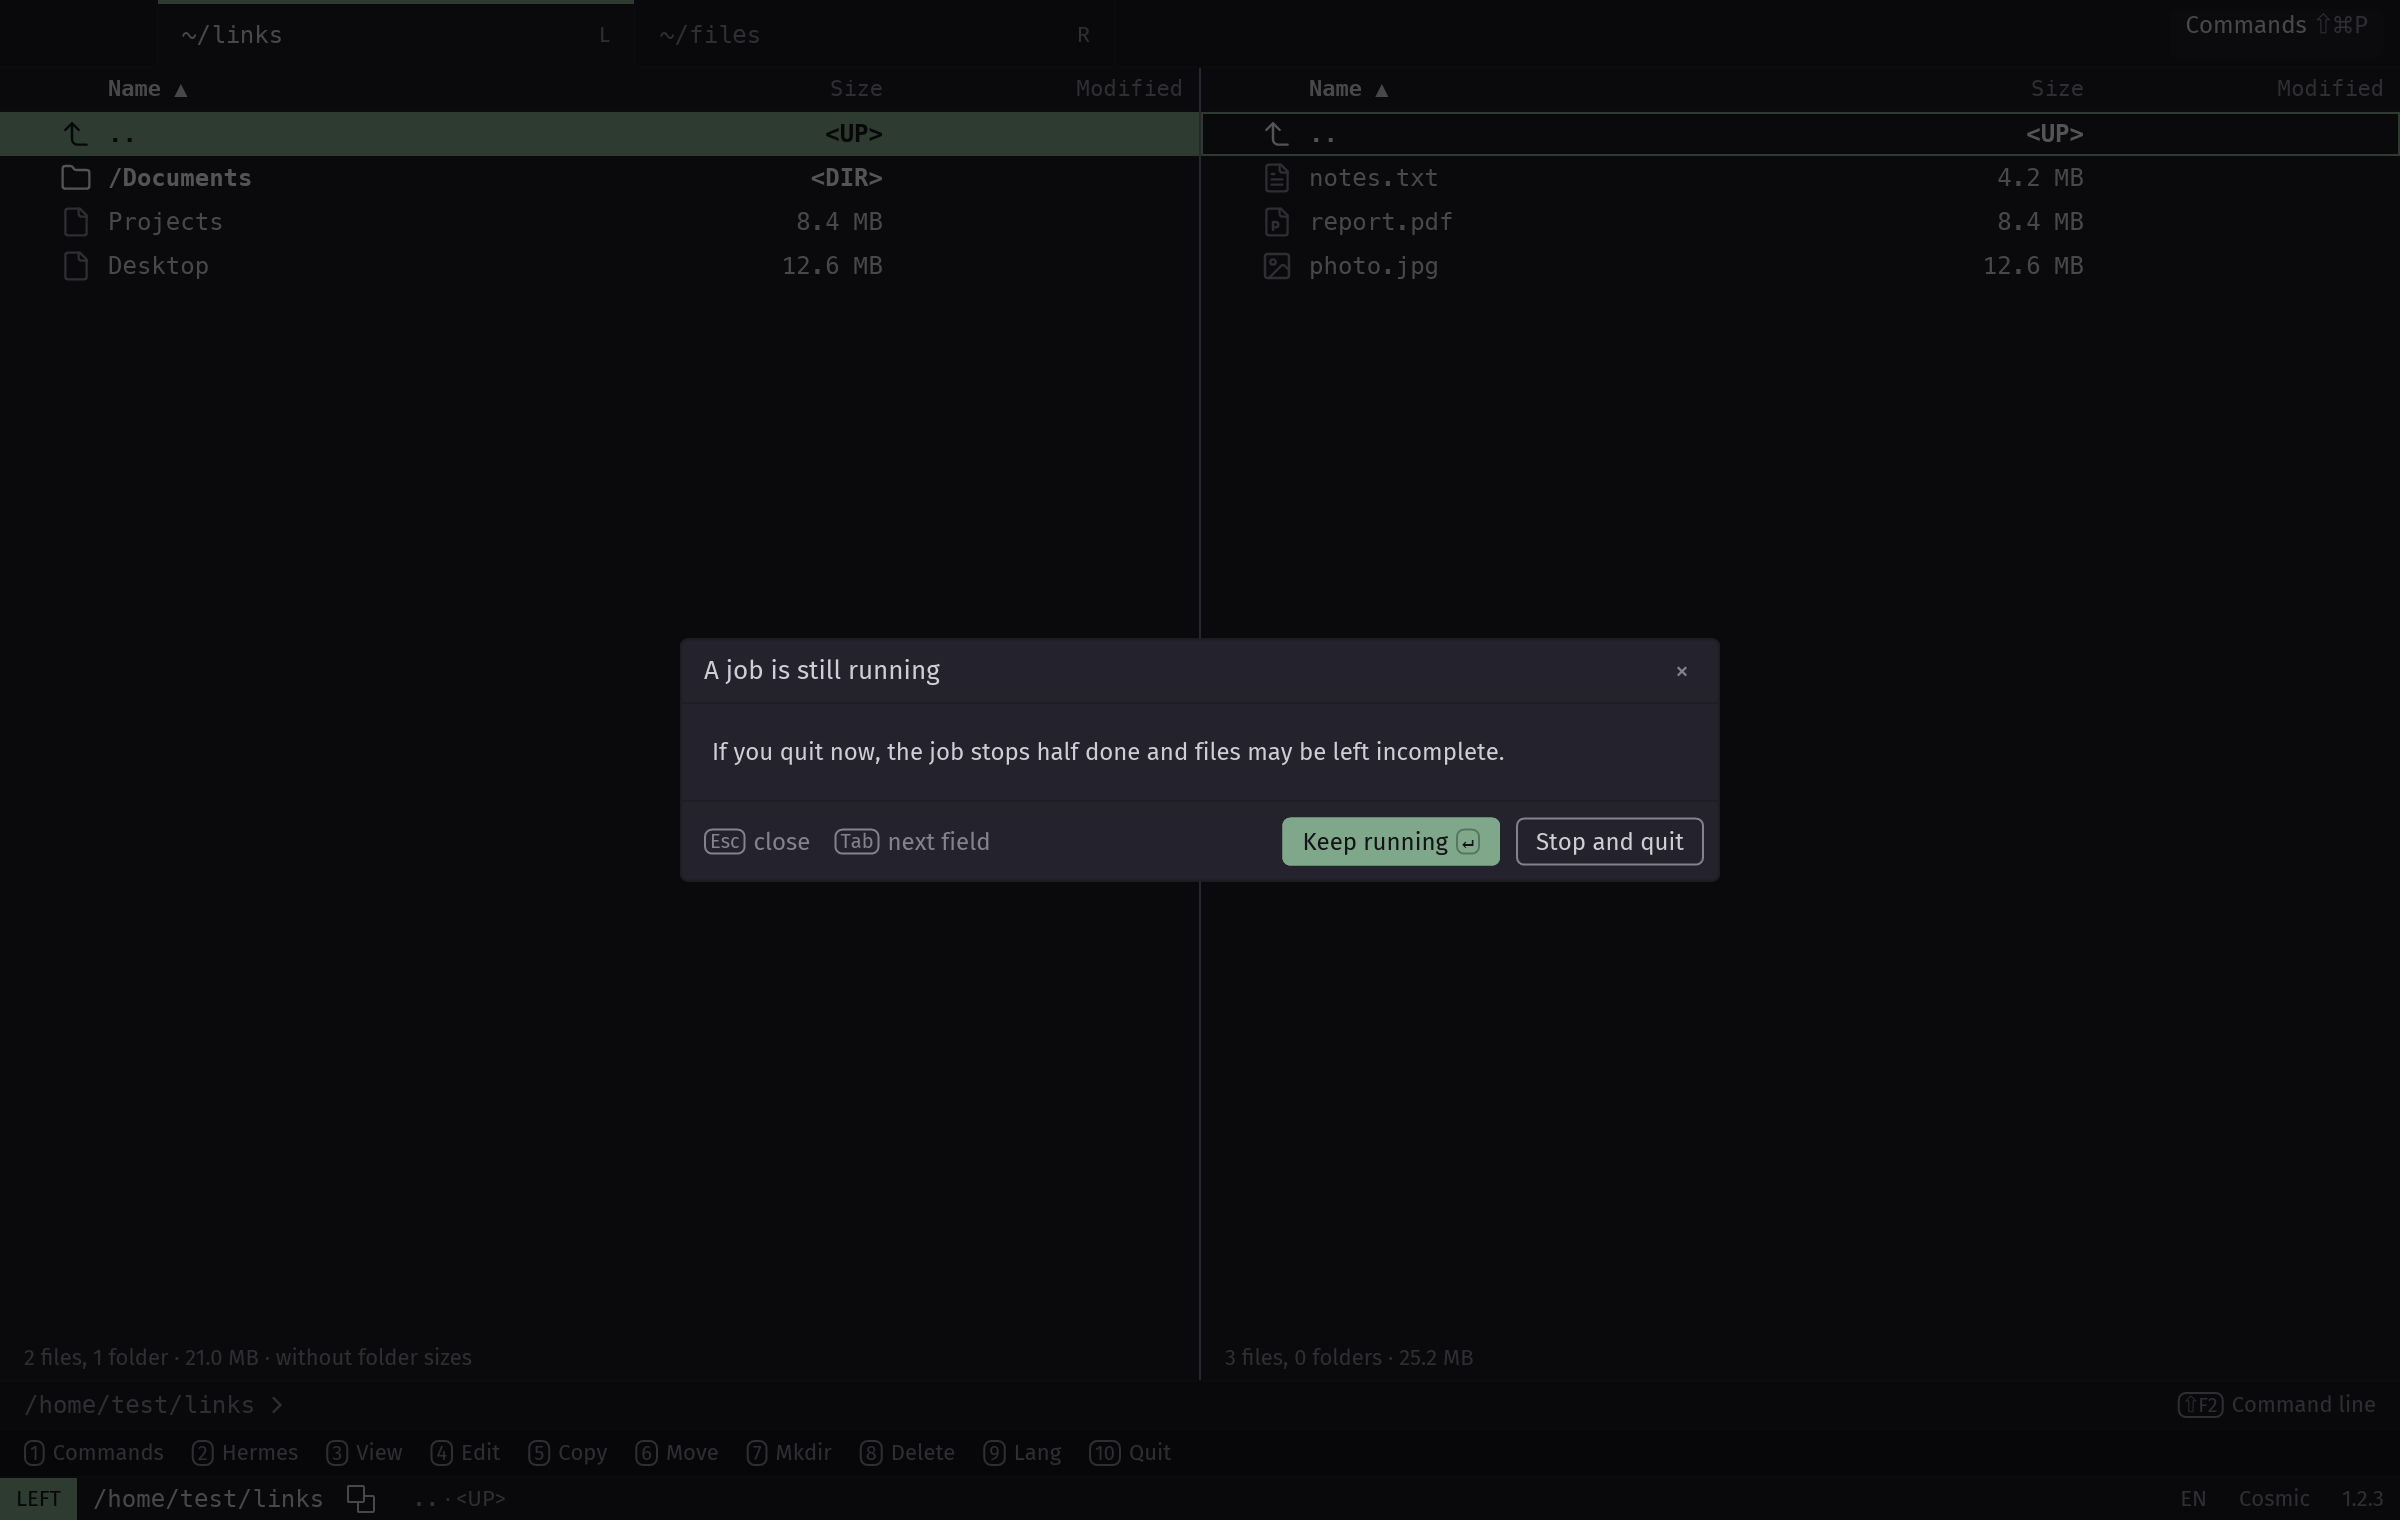 ~/links L ~/files R Commands ⇧⌘P
Name ▲ Size Modified Name ▲ Size Modified
.. <UP> .. <UP>
/Documents <DIR> notes.txt 4.2 MB
Projects 8.4 MB report.pdf 8.4 MB
Desktop 12.6 MB photo.jpg 12.6 MB
A job is still running ×
If you quit now, the job stops half done and files may be left incomplete.
Esc close Tab next field Keep running ↵ Stop and quit
2 files, 1 folder · 21.0 MB · without folder sizes 3 files, 0 folders · 25.2 MB
/home/test/links > ⇧F2 Command line
1 Commands 2 Hermes 3 View 4 Edit 5 Copy 6 Move 7 Mkdir 8 Delete 9 Lang 10 Quit
LEFT /home/test/links .. · <UP> EN Cosmic 1.2.3